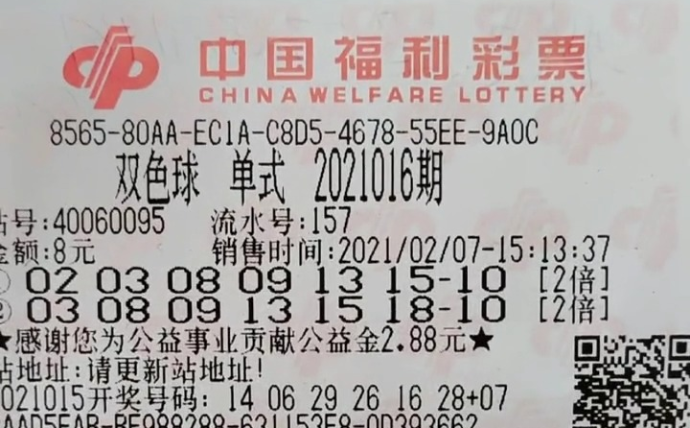 中国福利彩票
CHINA WELFARE LOTTERY
8565-80AA-EC1A-C8D5-4678-55EE-9A0C
双色球 单式 2021016期
站号:40060095 流水号:157
金额:8元 销售时间:2021/02/07-15:13:37
① 02 03 08 09 13 15-10 [2倍]
② 03 08 09 13 15 18-10 [2倍]
★感谢您为公益事业贡献公益金2.88元★
站地址:请更新站地址!
2021015开奖号码: 14 06 29 26 16 28+07